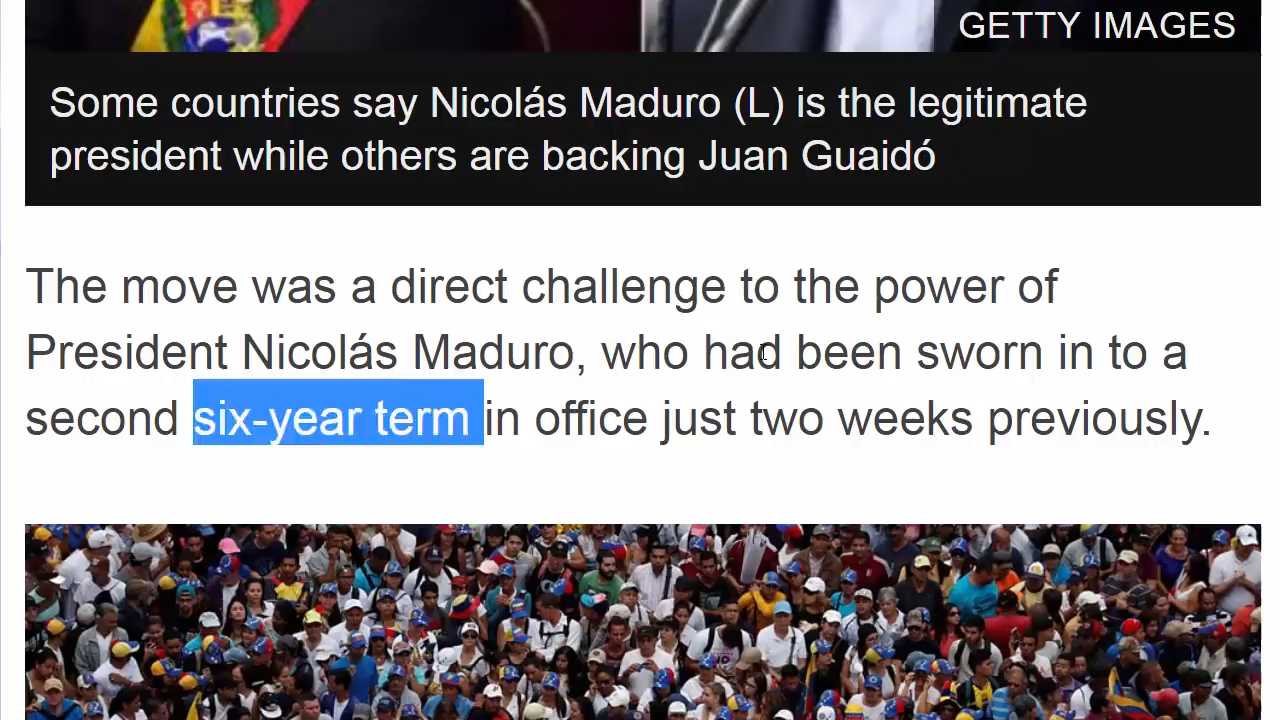 GETTY IMAGES
Some countries say Nicolás Maduro (L) is the legitimate
president while others are backing Juan Guaidó
The move was a direct challenge to the power of
President Nicolás Maduro, who had been sworn in to a
second six-year term in office just two weeks previously.